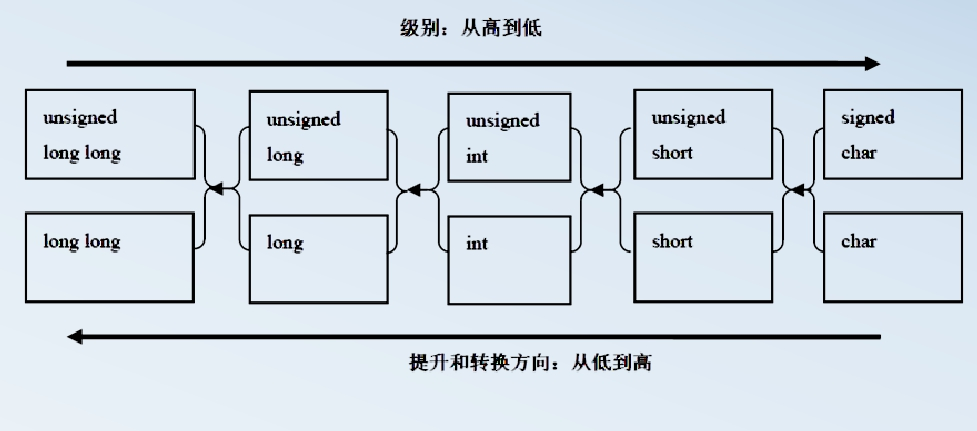 级别：从高到低
unsigned
long long
unsigned
long
unsigned
int
unsigned
short
signed
char
long long
long
int
short
char
提升和转换方向：从低到高